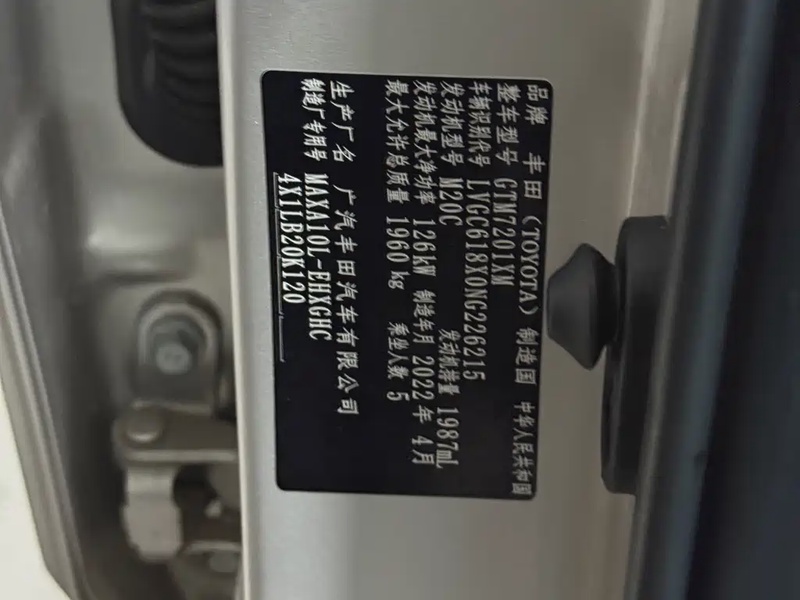 品牌 丰田(TOYOTA) 制造国 中华人民共和国
整车型号 GTM7201XM
车辆识别代号 LVGC618X0NG226215
发动机型号 M20C 发动机排量 1987mL
发动机最大净功率 126kW 制造年月 2022年 4月
最大允许总质量 1960kg 乘坐人数 5
生产厂名 广汽丰田汽车有限公司
制造厂专用号 MAXA10L-EHXGHC
4X1LB20K120